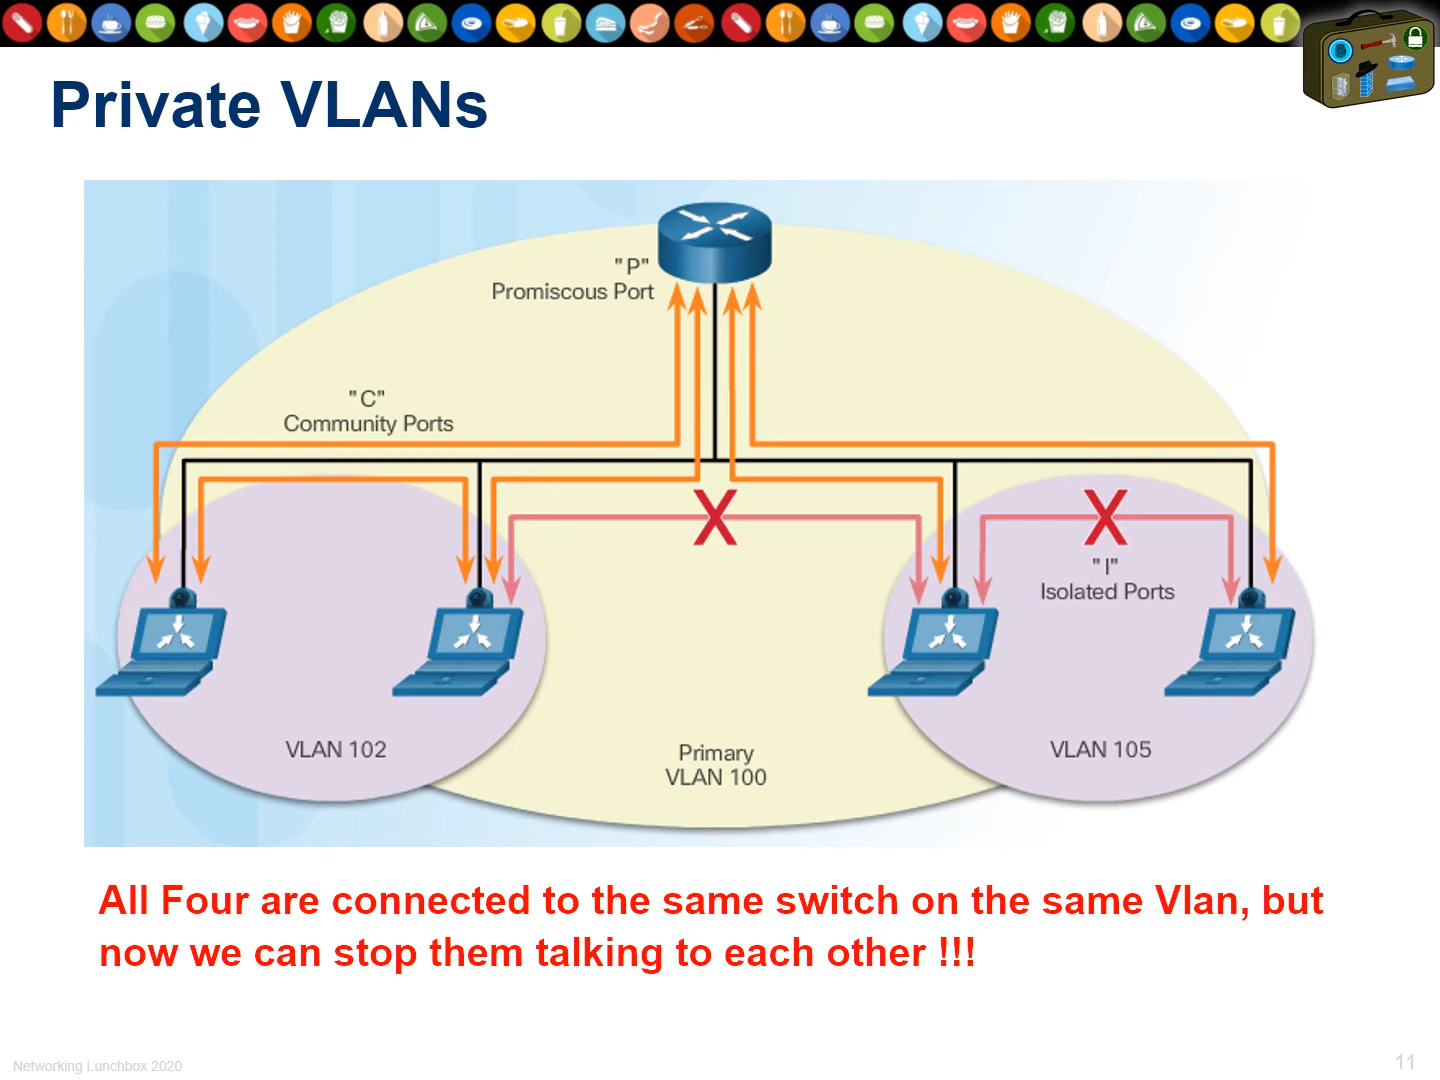 Private VLANs
"P"
Promiscous Port
"C"
Community Ports
X
X
"I"
Isolated Ports
VLAN 102
Primary
VLAN 100
VLAN 105
All Four are connected to the same switch on the same Vlan, but
now we can stop them talking to each other !!!
Networking Lunchbox 2020
11